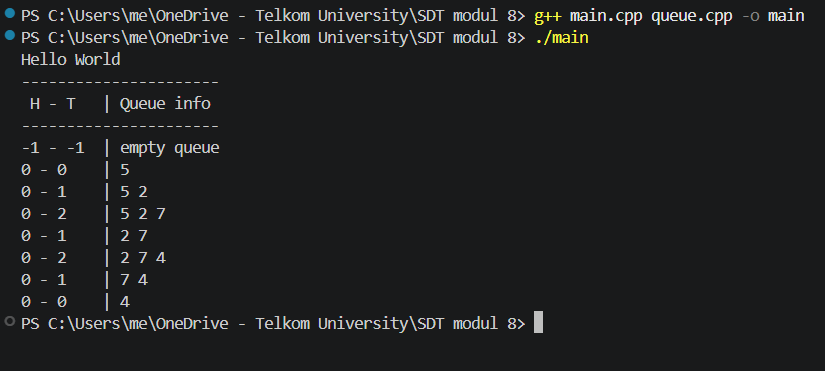 PS C:\Users\me\OneDrive - Telkom University\SDT modul 8> g++ main.cpp queue.cpp -o main
PS C:\Users\me\OneDrive - Telkom University\SDT modul 8> ./main
Hello World
----------------------
 H - T   | Queue info
----------------------
-1 - -1  | empty queue
0 - 0    | 5
0 - 1    | 5 2
0 - 2    | 5 2 7
0 - 1    | 2 7
0 - 2    | 2 7 4
0 - 1    | 7 4
0 - 0    | 4
PS C:\Users\me\OneDrive - Telkom University\SDT modul 8>